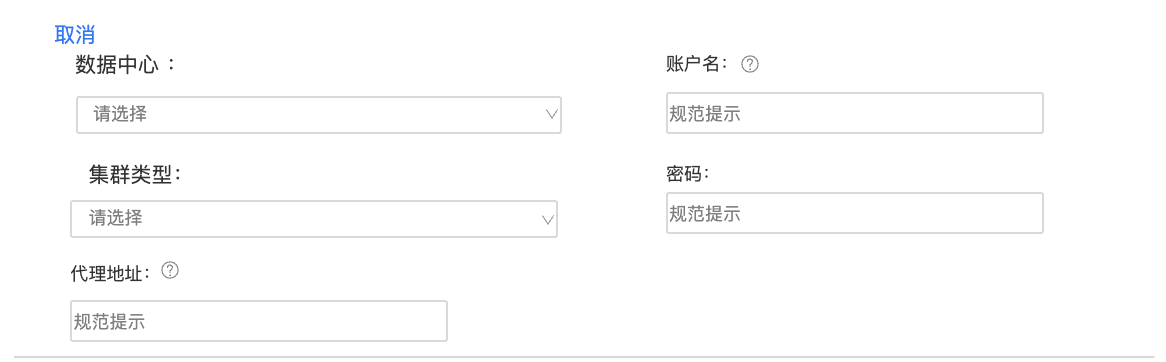 取消
数据中心 ：
请选择
集群类型：
请选择
代理地址：
规范提示
账户名：
规范提示
密码：
规范提示